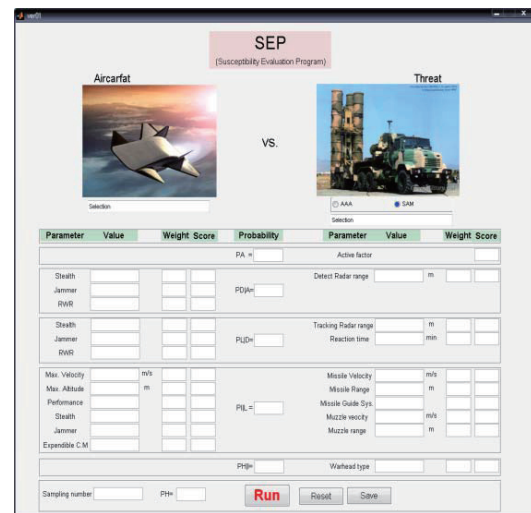 ver01
SEP
(Susceptibility Evaluation Program)
Aircarfat
Threat
VS.
AAA SAM
Selection
Selection
Parameter Value Weight Score Probability Parameter Value Weight Score
PA = Active factor
Stealth Detect Radar range m
Jammer PD|A=
RWR
Stealth Tracking Radar range m
Jammer PL|D= Reaction time min
RWR
Max. Velocity m/s Missile Velocity m/s
Max. Altitude m Missile Range m
Performance PI|L = Missile Guide Sys.
Stealth Muzzle veocity m/s
Jammer Muzzle range m
Expendible C.M
PH|I= Warhead type
Sampling number PH= Run Reset Save